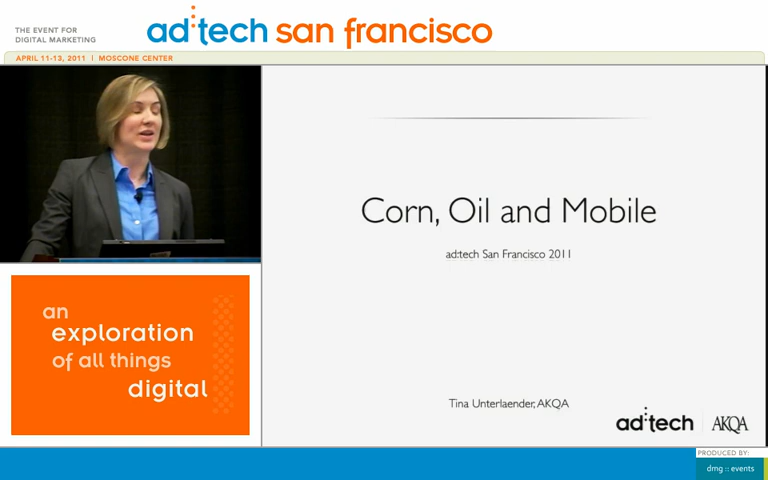 THE EVENT FOR
DIGITAL MARKETING
ad:tech san francisco
APRIL 11-13, 2011 | MOSCONE CENTER
Corn, Oil and Mobile
ad:tech San Francisco 2011
an
exploration
of all things
digital
Tina Unterlaender, AKQA
ad:tech | AKQA
PRODUCED BY:
dmg :: events